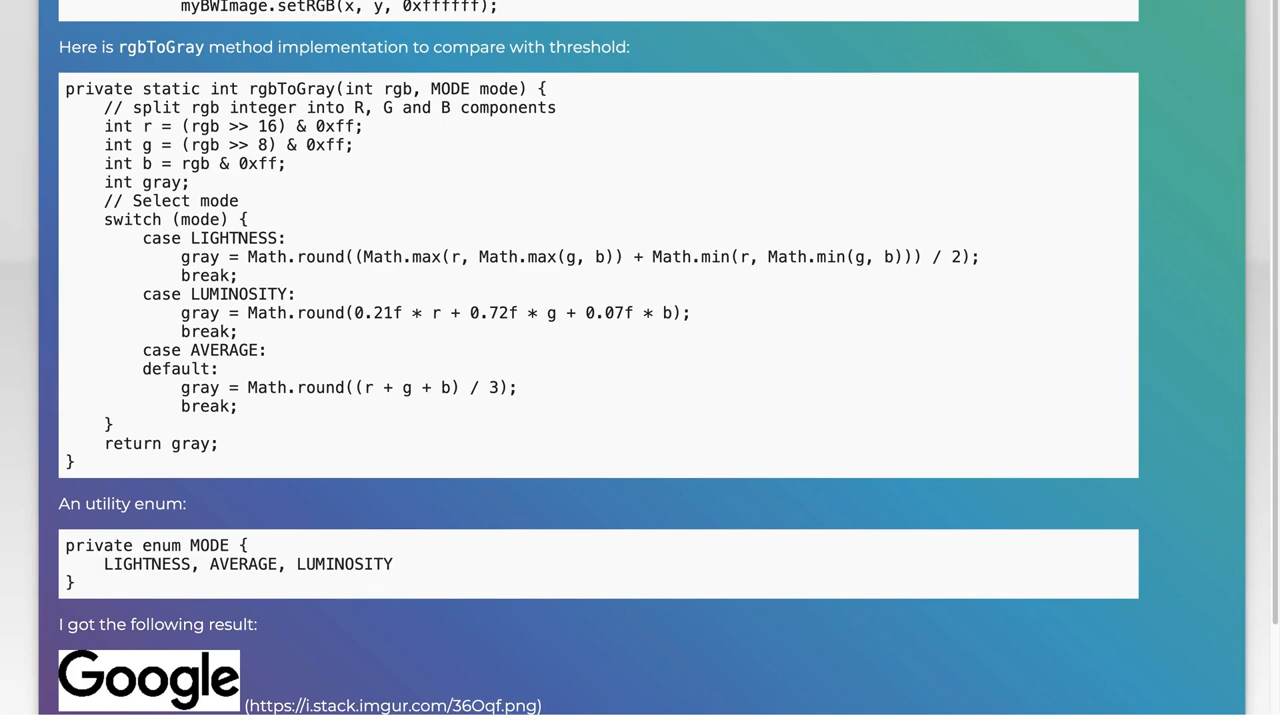 myBWImage.setRGB(x, y, 0xffffff);
Here is rgbToGray method implementation to compare with threshold:
private static int rgbToGray(int rgb, MODE mode) {
    // split rgb integer into R, G and B components
    int r = (rgb >> 16) & 0xff;
    int g = (rgb >> 8) & 0xff;
    int b = rgb & 0xff;
    int gray;
    // Select mode
    switch (mode) {
        case LIGHTNESS:
            gray = Math.round((Math.max(r, Math.max(g, b)) + Math.min(r, Math.min(g, b))) / 2);
            break;
        case LUMINOSITY:
            gray = Math.round(0.21f * r + 0.72f * g + 0.07f * b);
            break;
        case AVERAGE:
        default:
            gray = Math.round((r + g + b) / 3);
            break;
    }
    return gray;
}
An utility enum:
private enum MODE {
    LIGHTNESS, AVERAGE, LUMINOSITY
}
I got the following result:
Google
(https://i.stack.imgur.com/36Oqf.png)